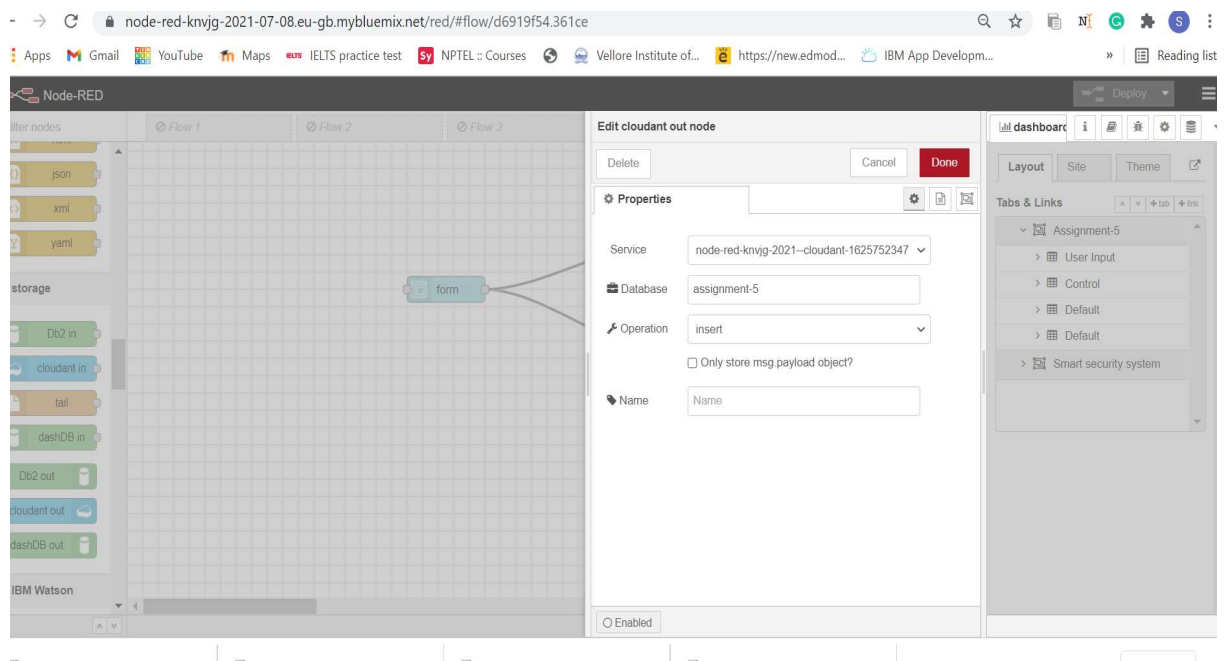 node-red-knvjg-2021-07-08.eu-gb.mybluemix.net/red/#flow/d6919f54.361ce
Apps Gmail YouTube Maps IELTS IELTS practice test Sy NPTEL :: Courses Vellore Institute of... ë https://new.edmod... IBM App Developm... » Reading list
Node-RED
Deploy
ilter nodes
Flow 1
Flow 2
Flow 3
Edit cloudant out node
dashboard
Delete
Cancel
Done
Layout
Site
Theme
Properties
Tabs & Links
+ tab
+ link
json
xml
yaml
storage
Db2 in
cloudant in
tail
dashDB in
Db2 out
cloudant out
dashDB out
IBM Watson
form
Service
node-red-knvjg-2021--cloudant-1625752347
Database
assignment-5
Operation
insert
Only store msg.payload object?
Name
Name
Enabled
Assignment-5
User Input
Control
Default
Default
Smart security system